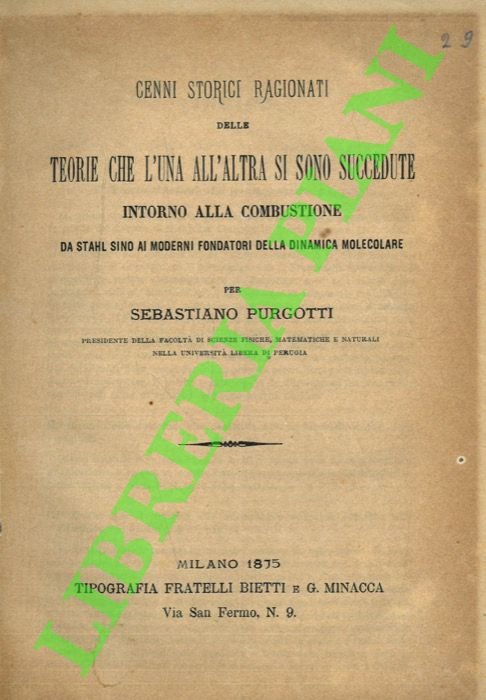 29
CENNI STORICI RAGIONATI
DELLE
TEORIE CHE L'UNA ALL'ALTRA SI SONO SUCCEDUTE
INTORNO ALLA COMBUSTIONE
DA STAHL SINO AI MODERNI FONDATORI DELLA DINAMICA MOLECOLARE
PER
SEBASTIANO PURGOTTI
PRESIDENTE DELLA FACOLTÀ DI SCIENZE FISICHE, MATEMATICHE E NATURALI
NELLA UNIVERSITÀ LIBERA DI PERUGIA
MILANO 1875
TIPOGRAFIA FRATELLI BIETTI E G. MINACCA
Via San Fermo, N. 9.
LIBRERIA PIANI